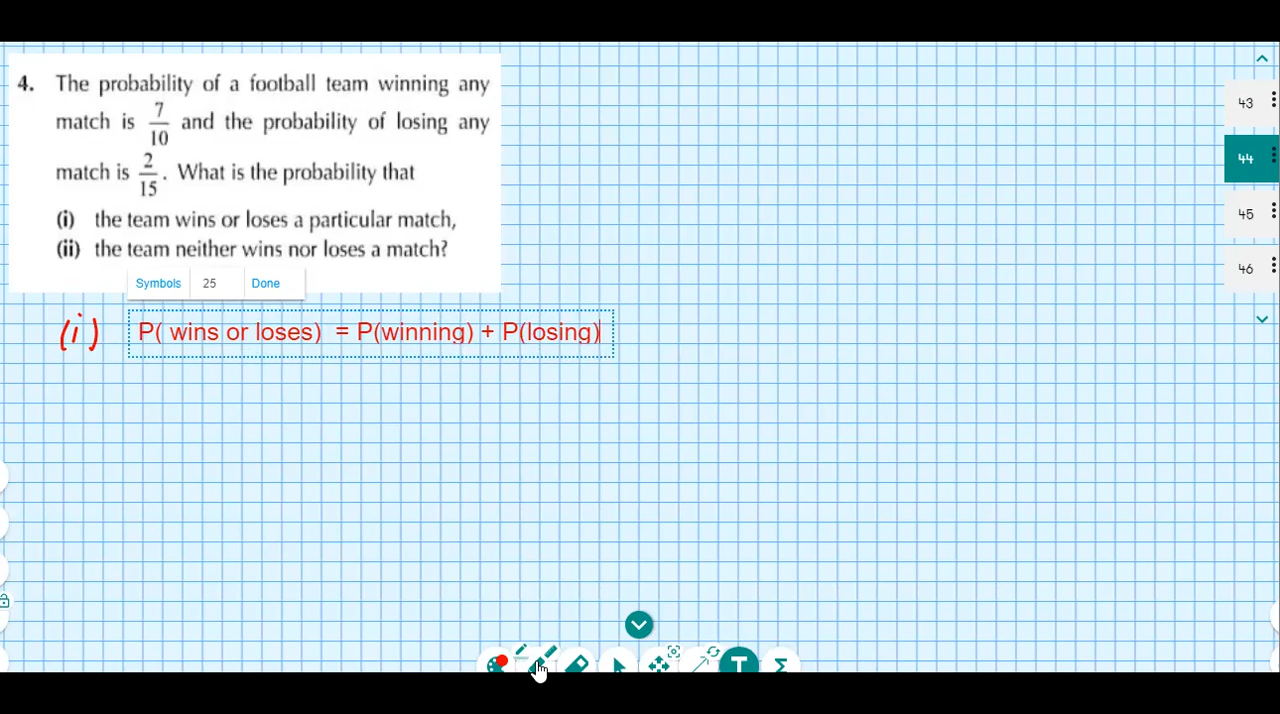 4. The probability of a football team winning any
match is 7/10 and the probability of losing any
match is 2/15. What is the probability that
(i) the team wins or loses a particular match,
(ii) the team neither wins nor loses a match?
Symbols 25 Done
(i) P( wins or loses) = P(winning) + P(losing)
43
44
45
46
T
Σ